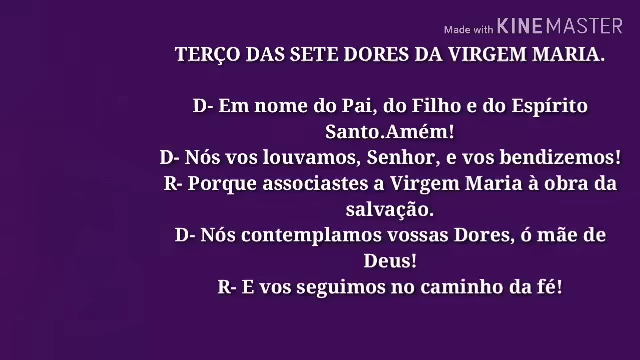 Made with KINEMASTER
TERÇO DAS SETE DORES DA VIRGEM MARIA.
D- Em nome do Pai, do Filho e do Espírito
Santo.Amém!
D- Nós vos louvamos, Senhor, e vos bendizemos!
R- Porque associastes a Virgem Maria à obra da
salvação.
D- Nós contemplamos vossas Dores, ó mãe de
Deus!
R- E vos seguimos no caminho da fé!